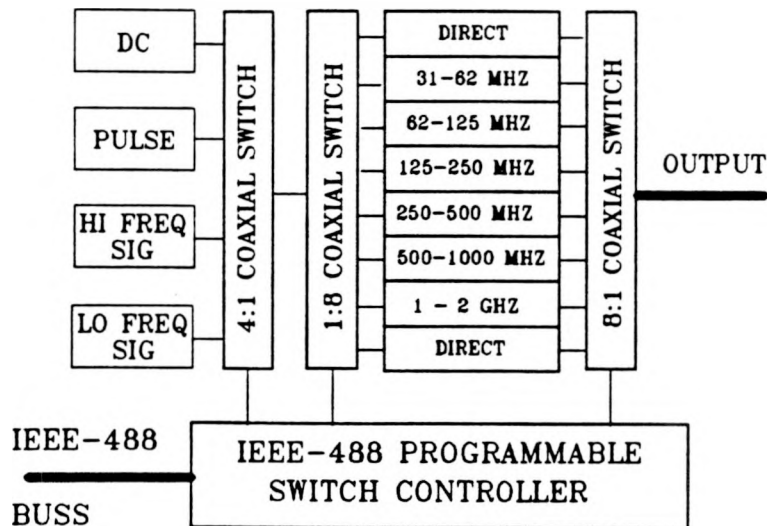 DC
PULSE
HI FREQ
SIG
LO FREQ
SIG
4:1 COAXIAL SWITCH
1:8 COAXIAL SWITCH
DIRECT
31-62 MHZ
62-125 MHZ
125-250 MHZ
250-500 MHZ
500-1000 MHZ
1 - 2 GHZ
DIRECT
8:1 COAXIAL SWITCH
OUTPUT
IEEE-488
BUSS
IEEE-488 PROGRAMMABLE
SWITCH CONTROLLER